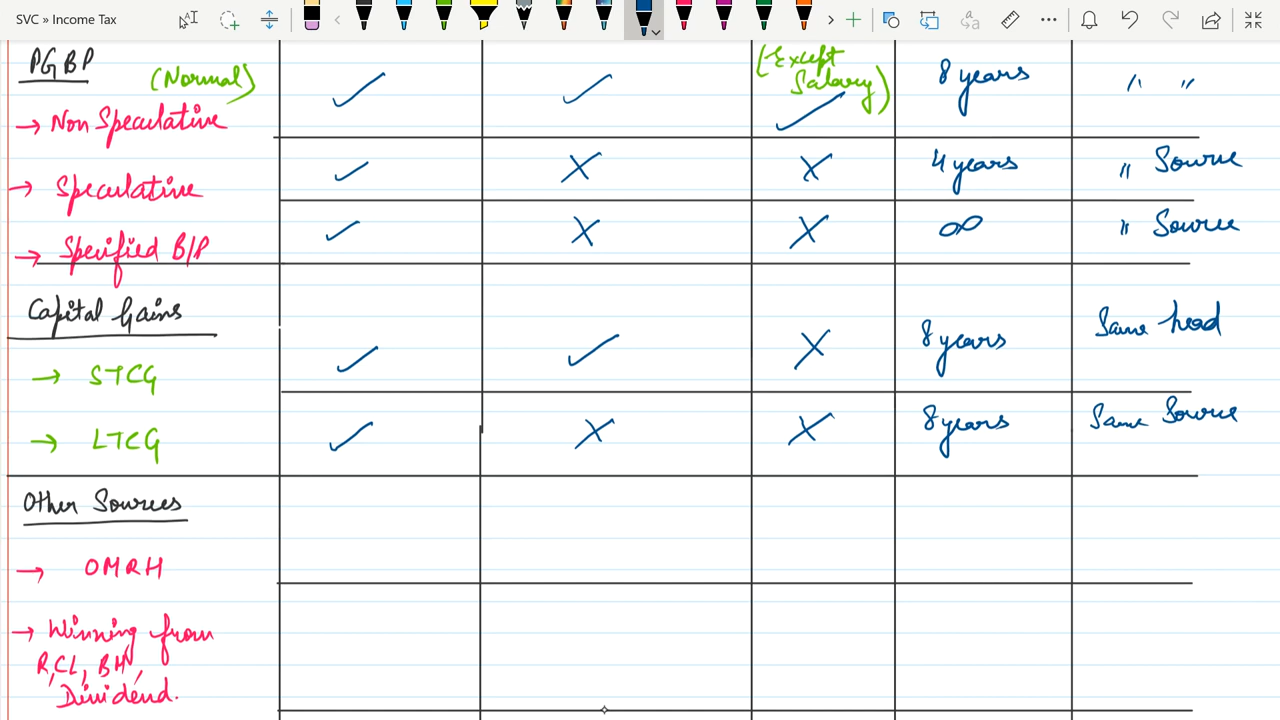 SVC » Income Tax
PGBP
(Normal)
(Except Salary)
8 years
" "
→ Non Speculative
→ Speculative
4 years
" Source
→ Specified B/P
∞
" Source
Capital Gains
8 years
Same head
→ STCG
→ LTCG
8 years
Same Source
Other Sources
→ OMRH
→ Winning from
R, CL, BH,
Dividend.